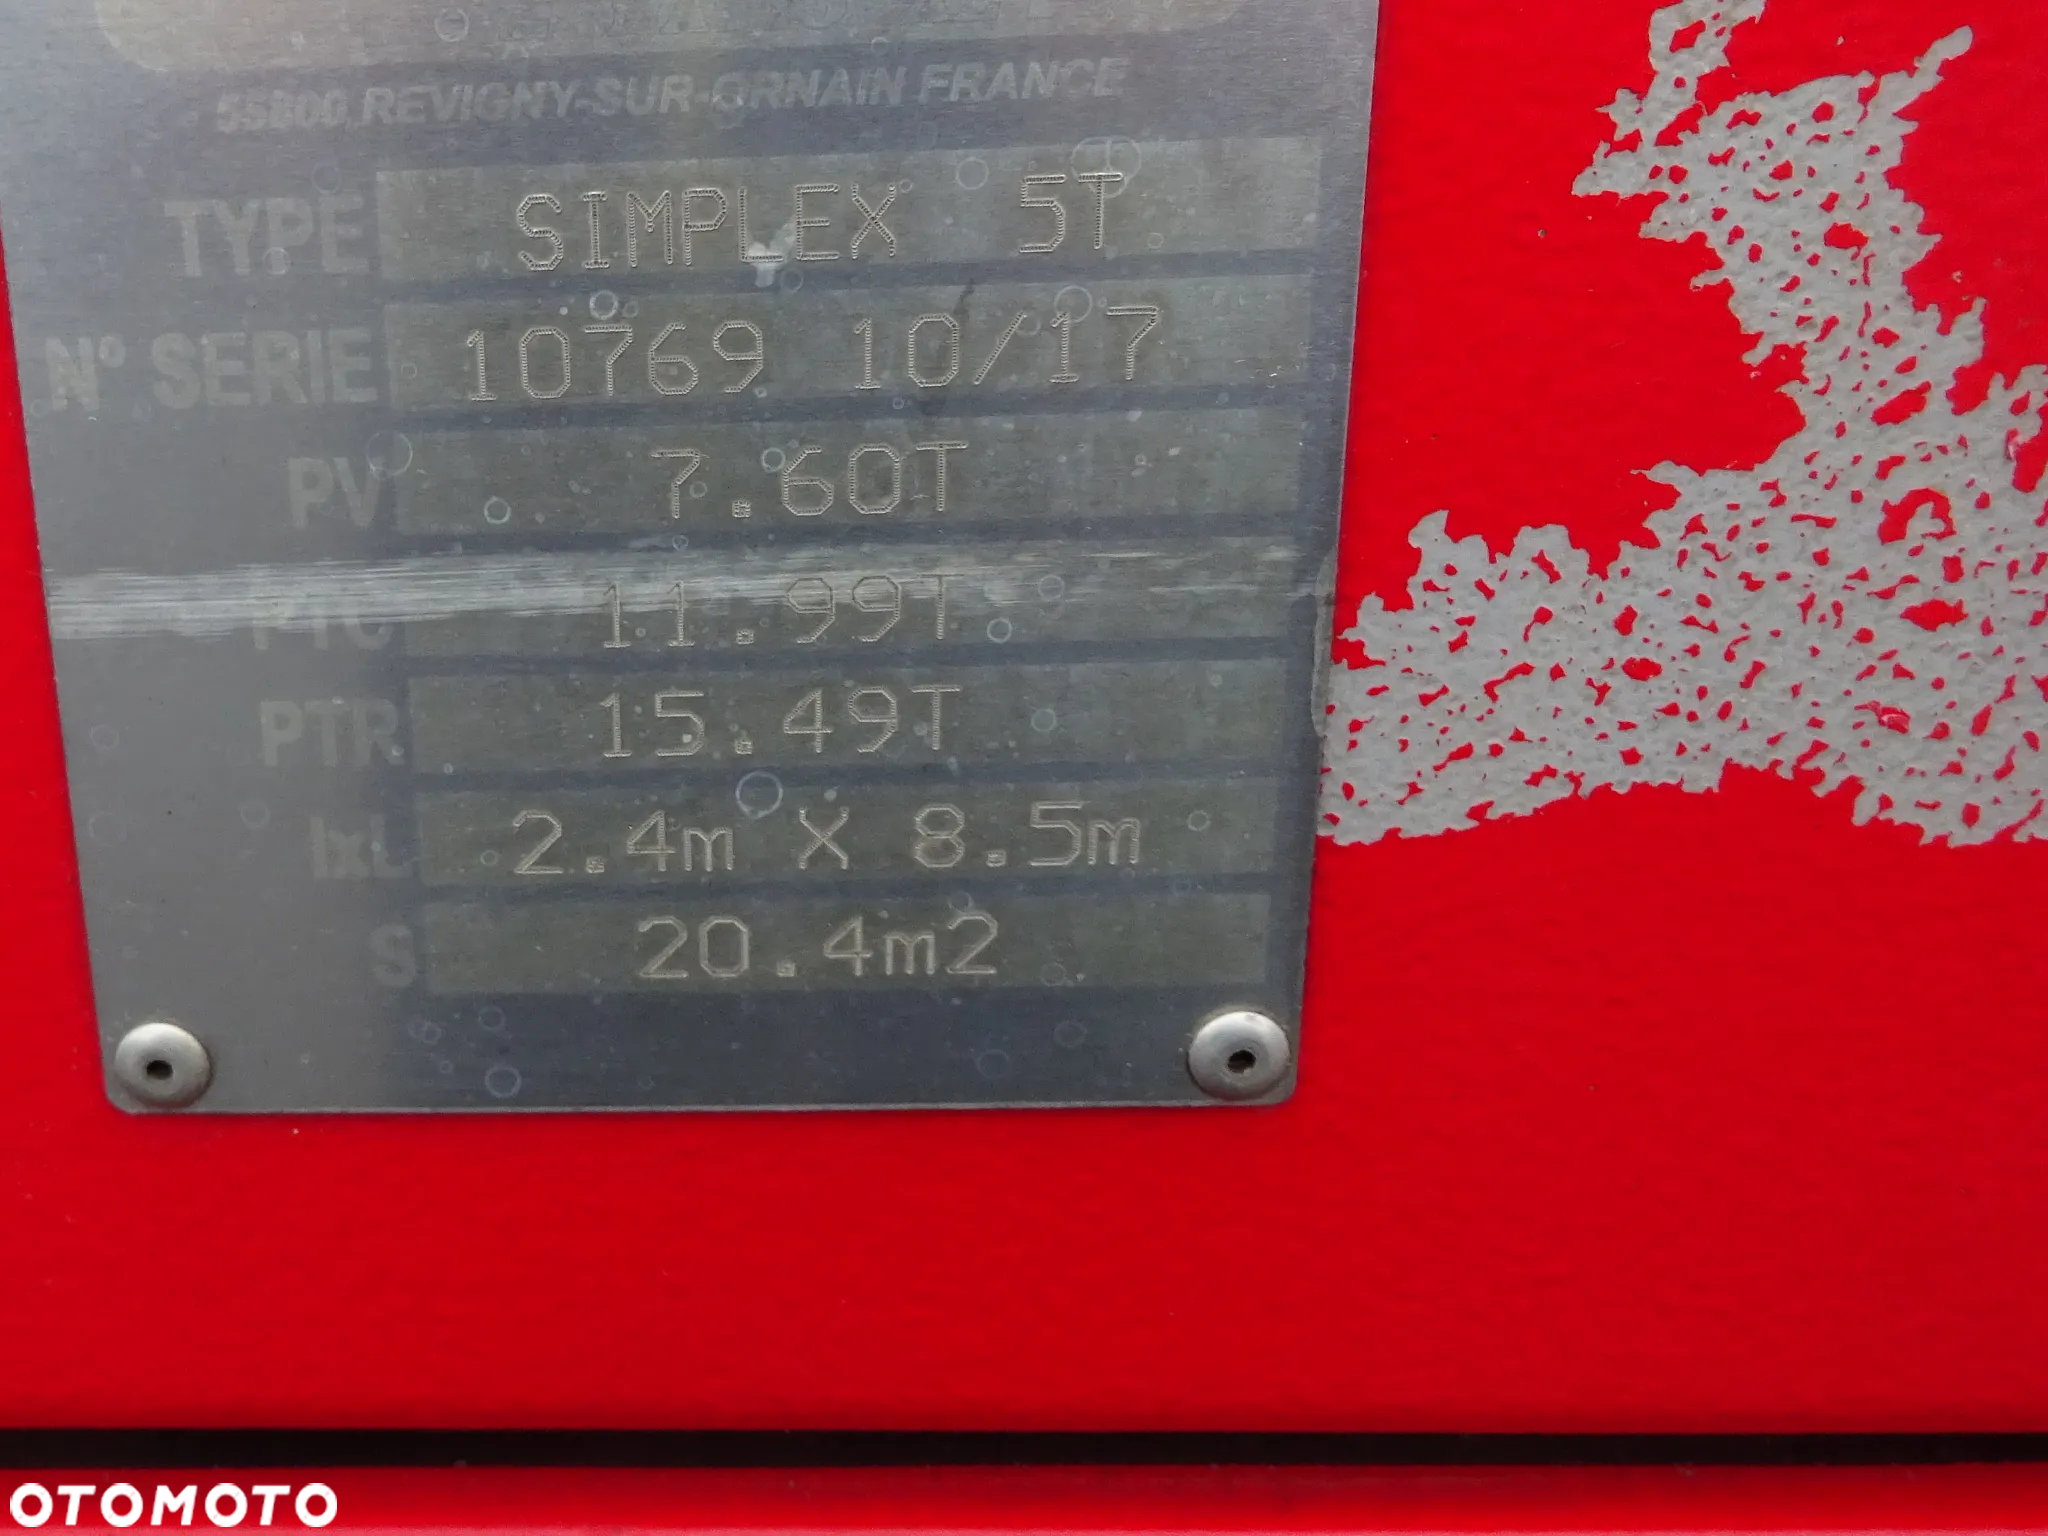 55800 REVIGNY-SUR-ORNAIN FRANCE
TYPE SIMPLEX 5T
N° SERIE 10769 10/17
PV 7.60T
PTC 11.99T
PTR 15.49T
lxL 2.4m X 8.5m
S 20.4m2
OTOMOTO